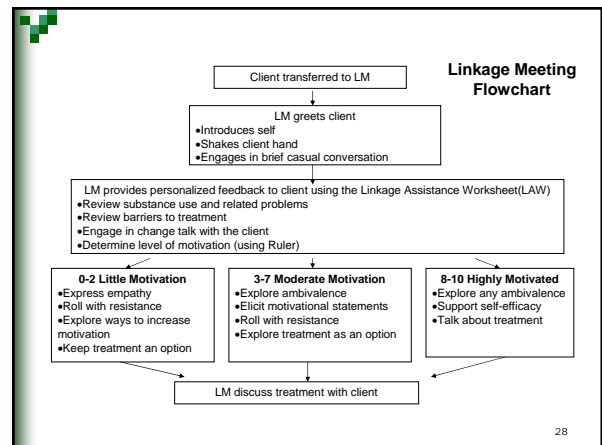 Linkage Meeting
Flowchart
Client transferred to LM
LM greets client
•Introduces self
•Shakes client hand
•Engages in brief casual conversation
LM provides personalized feedback to client using the Linkage Assistance Worksheet(LAW)
•Review substance use and related problems
•Review barriers to treatment
•Engage in change talk with the client
•Determine level of motivation (using Ruler)
0-2 Little Motivation
•Express empathy
•Roll with resistance
•Explore ways to increase
motivation
•Keep treatment an option
3-7 Moderate Motivation
•Explore ambivalence
•Elicit motivational statements
•Roll with resistance
•Explore treatment as an option
8-10 Highly Motivated
•Explore any ambivalence
•Support self-efficacy
•Talk about treatment
LM discuss treatment with client
28